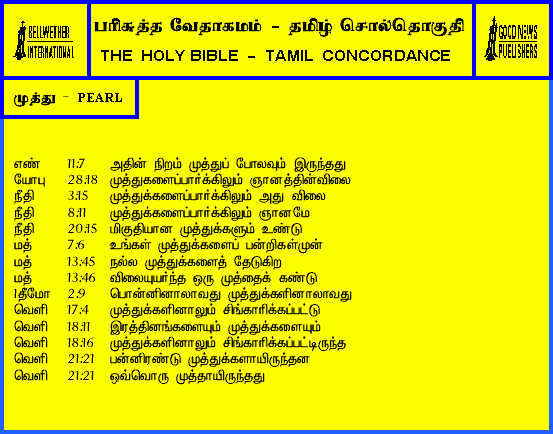 BELLWETHER
INTERNATIONAL
பரிசுத்த வேதாகமம் - தமிழ் சொல்தொகுதி
THE HOLY BIBLE - TAMIL CONCORDANCE
GOOD NEWS
PUBLISHERS
முத்து - PEARL
எண் 11:7 அதின் நிறம் முத்துப் போலவும் இருந்தது
யோபு 28:18 முத்துகளைப்பார்க்கிலும் ஞானத்தின்விலை
நீதி 3:15 முத்துக்களைப்பார்க்கிலும் அது விலை
நீதி 8:11 முத்துக்களைப்பார்க்கிலும் ஞானமே
நீதி 20:15 மிகுதியான முத்துக்களும் உண்டு
மத் 7:6 உங்கள் முத்துக்களைப் பன்றிகள்முன்
மத் 13:45 நல்ல முத்துக்களைத் தேடுகிற
மத் 13:46 விலையுயர்ந்த ஒரு முத்தைக் கண்டு
1தீமோ 2:9 பொன்னினாலாவது முத்துக்களினாலாவது
வெளி 17:4 முத்துக்களினாலும் சிங்காரிக்கப்பட்டு
வெளி 18:11 இரத்தினங்களையும் முத்துக்களையும்
வெளி 18:16 முத்துக்களினாலும் சிங்காரிக்கப்பட்டிருந்த
வெளி 21:21 பன்னிரண்டு முத்துக்களாயிருந்தன
வெளி 21:21 ஒவ்வொரு முத்தாயிருந்தது